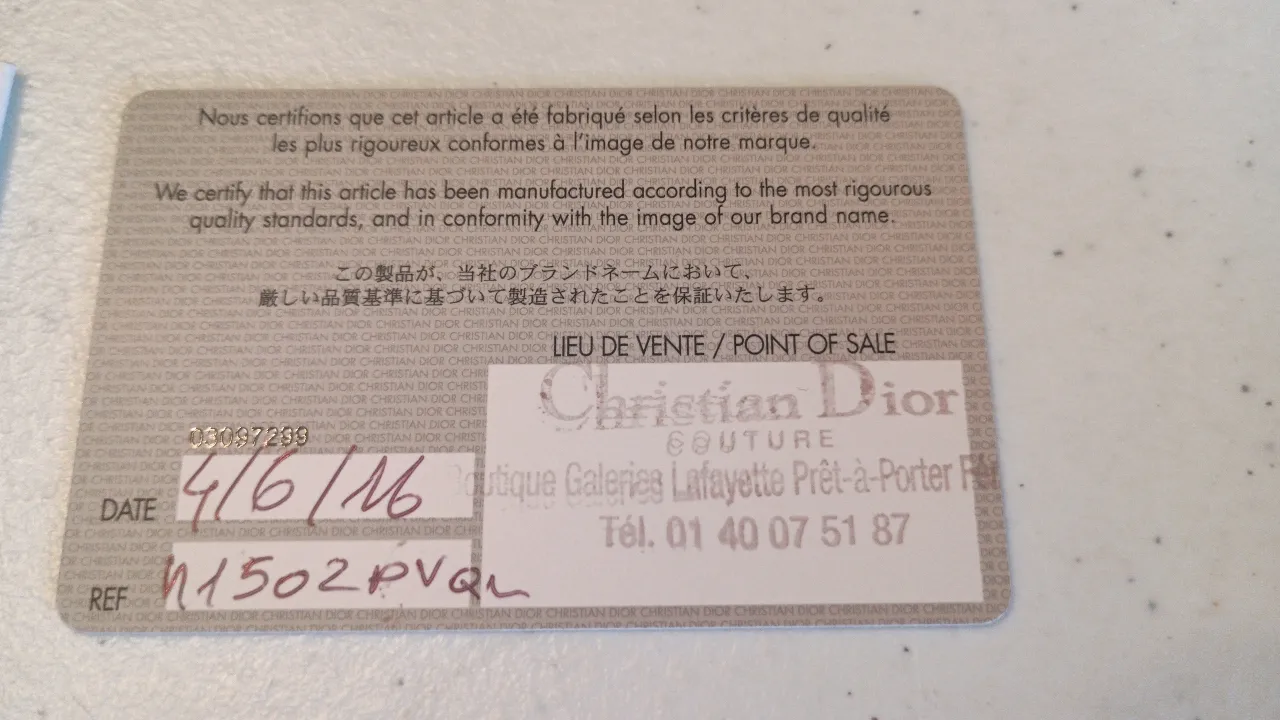 Nous certifions que cet article a été fabriqué selon les critères de qualité
les plus rigoureux conformes à l'image de notre marque.
We certify that this article has been manufactured according to the most rigourous
quality standards, and in conformity with the image of our brand name.
この製品が、当社のブランドネームにおいて、
厳しい品質基準に基づいて製造されたことを保証いたします。
LIEU DE VENTE / POINT OF SALE
Christian Dior
COUTURE
Boutique Galeries Lafayette Prêt-à-Porter
Tél. 01 40 07 51 87
03097299
DATE 4/6/16
REF